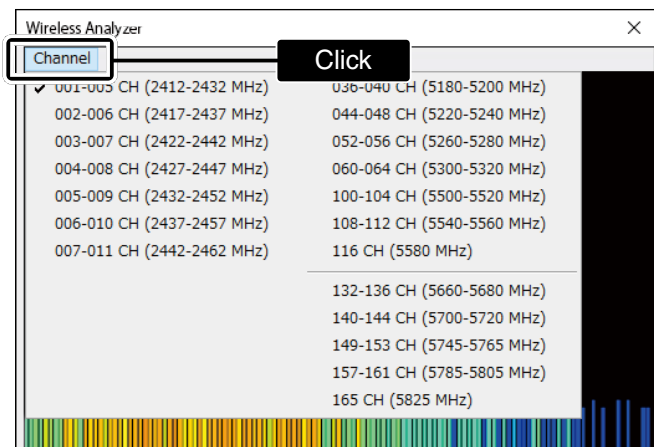 Wireless Analyzer
Channel
Click
001-005 CH (2412-2432 MHz)
002-006 CH (2417-2437 MHz)
003-007 CH (2422-2442 MHz)
004-008 CH (2427-2447 MHz)
005-009 CH (2432-2452 MHz)
006-010 CH (2437-2457 MHz)
007-011 CH (2442-2462 MHz)
036-040 CH (5180-5200 MHz)
044-048 CH (5220-5240 MHz)
052-056 CH (5260-5280 MHz)
060-064 CH (5300-5320 MHz)
100-104 CH (5500-5520 MHz)
108-112 CH (5540-5560 MHz)
116 CH (5580 MHz)
132-136 CH (5660-5680 MHz)
140-144 CH (5700-5720 MHz)
149-153 CH (5745-5765 MHz)
157-161 CH (5785-5805 MHz)
165 CH (5825 MHz)